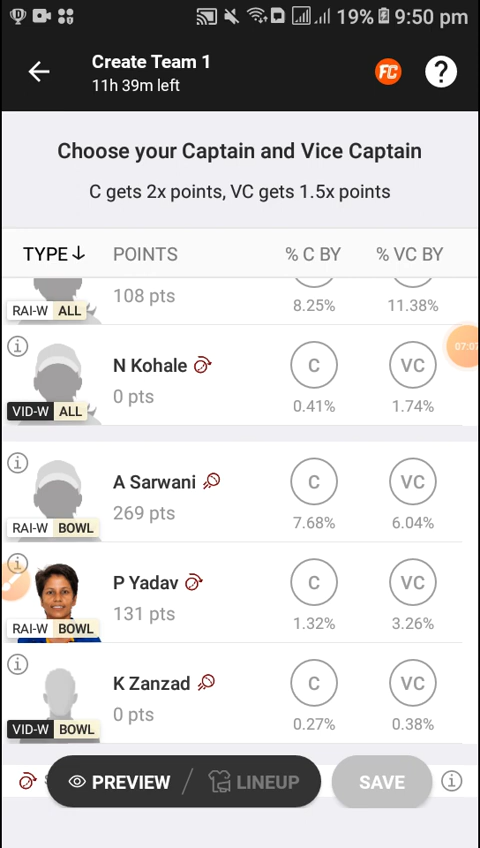 19% 9:50 pm
Create Team 1
11h 39m left
FC ?
Choose your Captain and Vice Captain
C gets 2x points, VC gets 1.5x points
TYPE↓ POINTS % C BY % VC BY
108 pts
8.25% 11.38%
RAI-W ALL
N Kohale C VC
0 pts
0.41% 1.74%
VID-W ALL
A Sarwani C VC
269 pts
7.68% 6.04%
RAI-W BOWL
P Yadav C VC
131 pts
1.32% 3.26%
RAI-W BOWL
K Zanzad C VC
0 pts
0.27% 0.38%
VID-W BOWL
PREVIEW / LINEUP SAVE